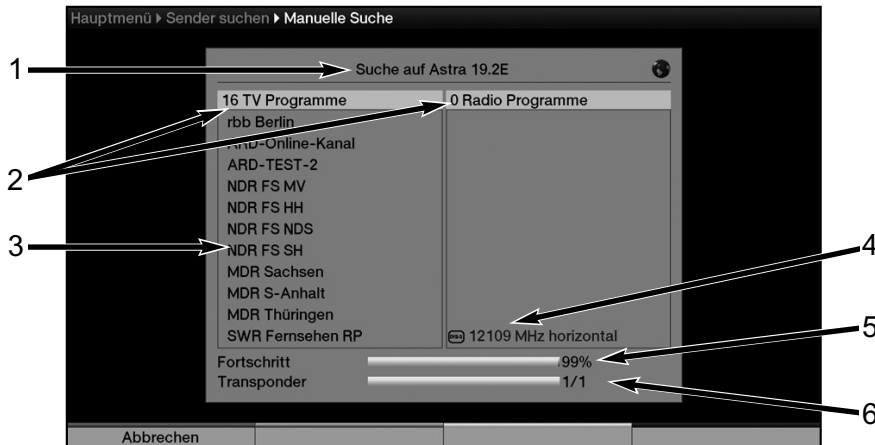 Hauptmenü Sender suchen Manuelle Suche
1
Suche auf Astra 19.2E
16 TV Programme
0 Radio Programme
rbb Berlin
ARD-Online-Kanal
ARD-TEST-2
2
NDR FS MV
NDR FS HH
NDR FS NDS
3
NDR FS SH
4
MDR Sachsen
MDR S-Anhalt
MDR Thüringen
SWR Fernsehen RP
12109 MHz horizontal
5
Fortschritt 99%
Transponder 1/1
6
Abbrechen